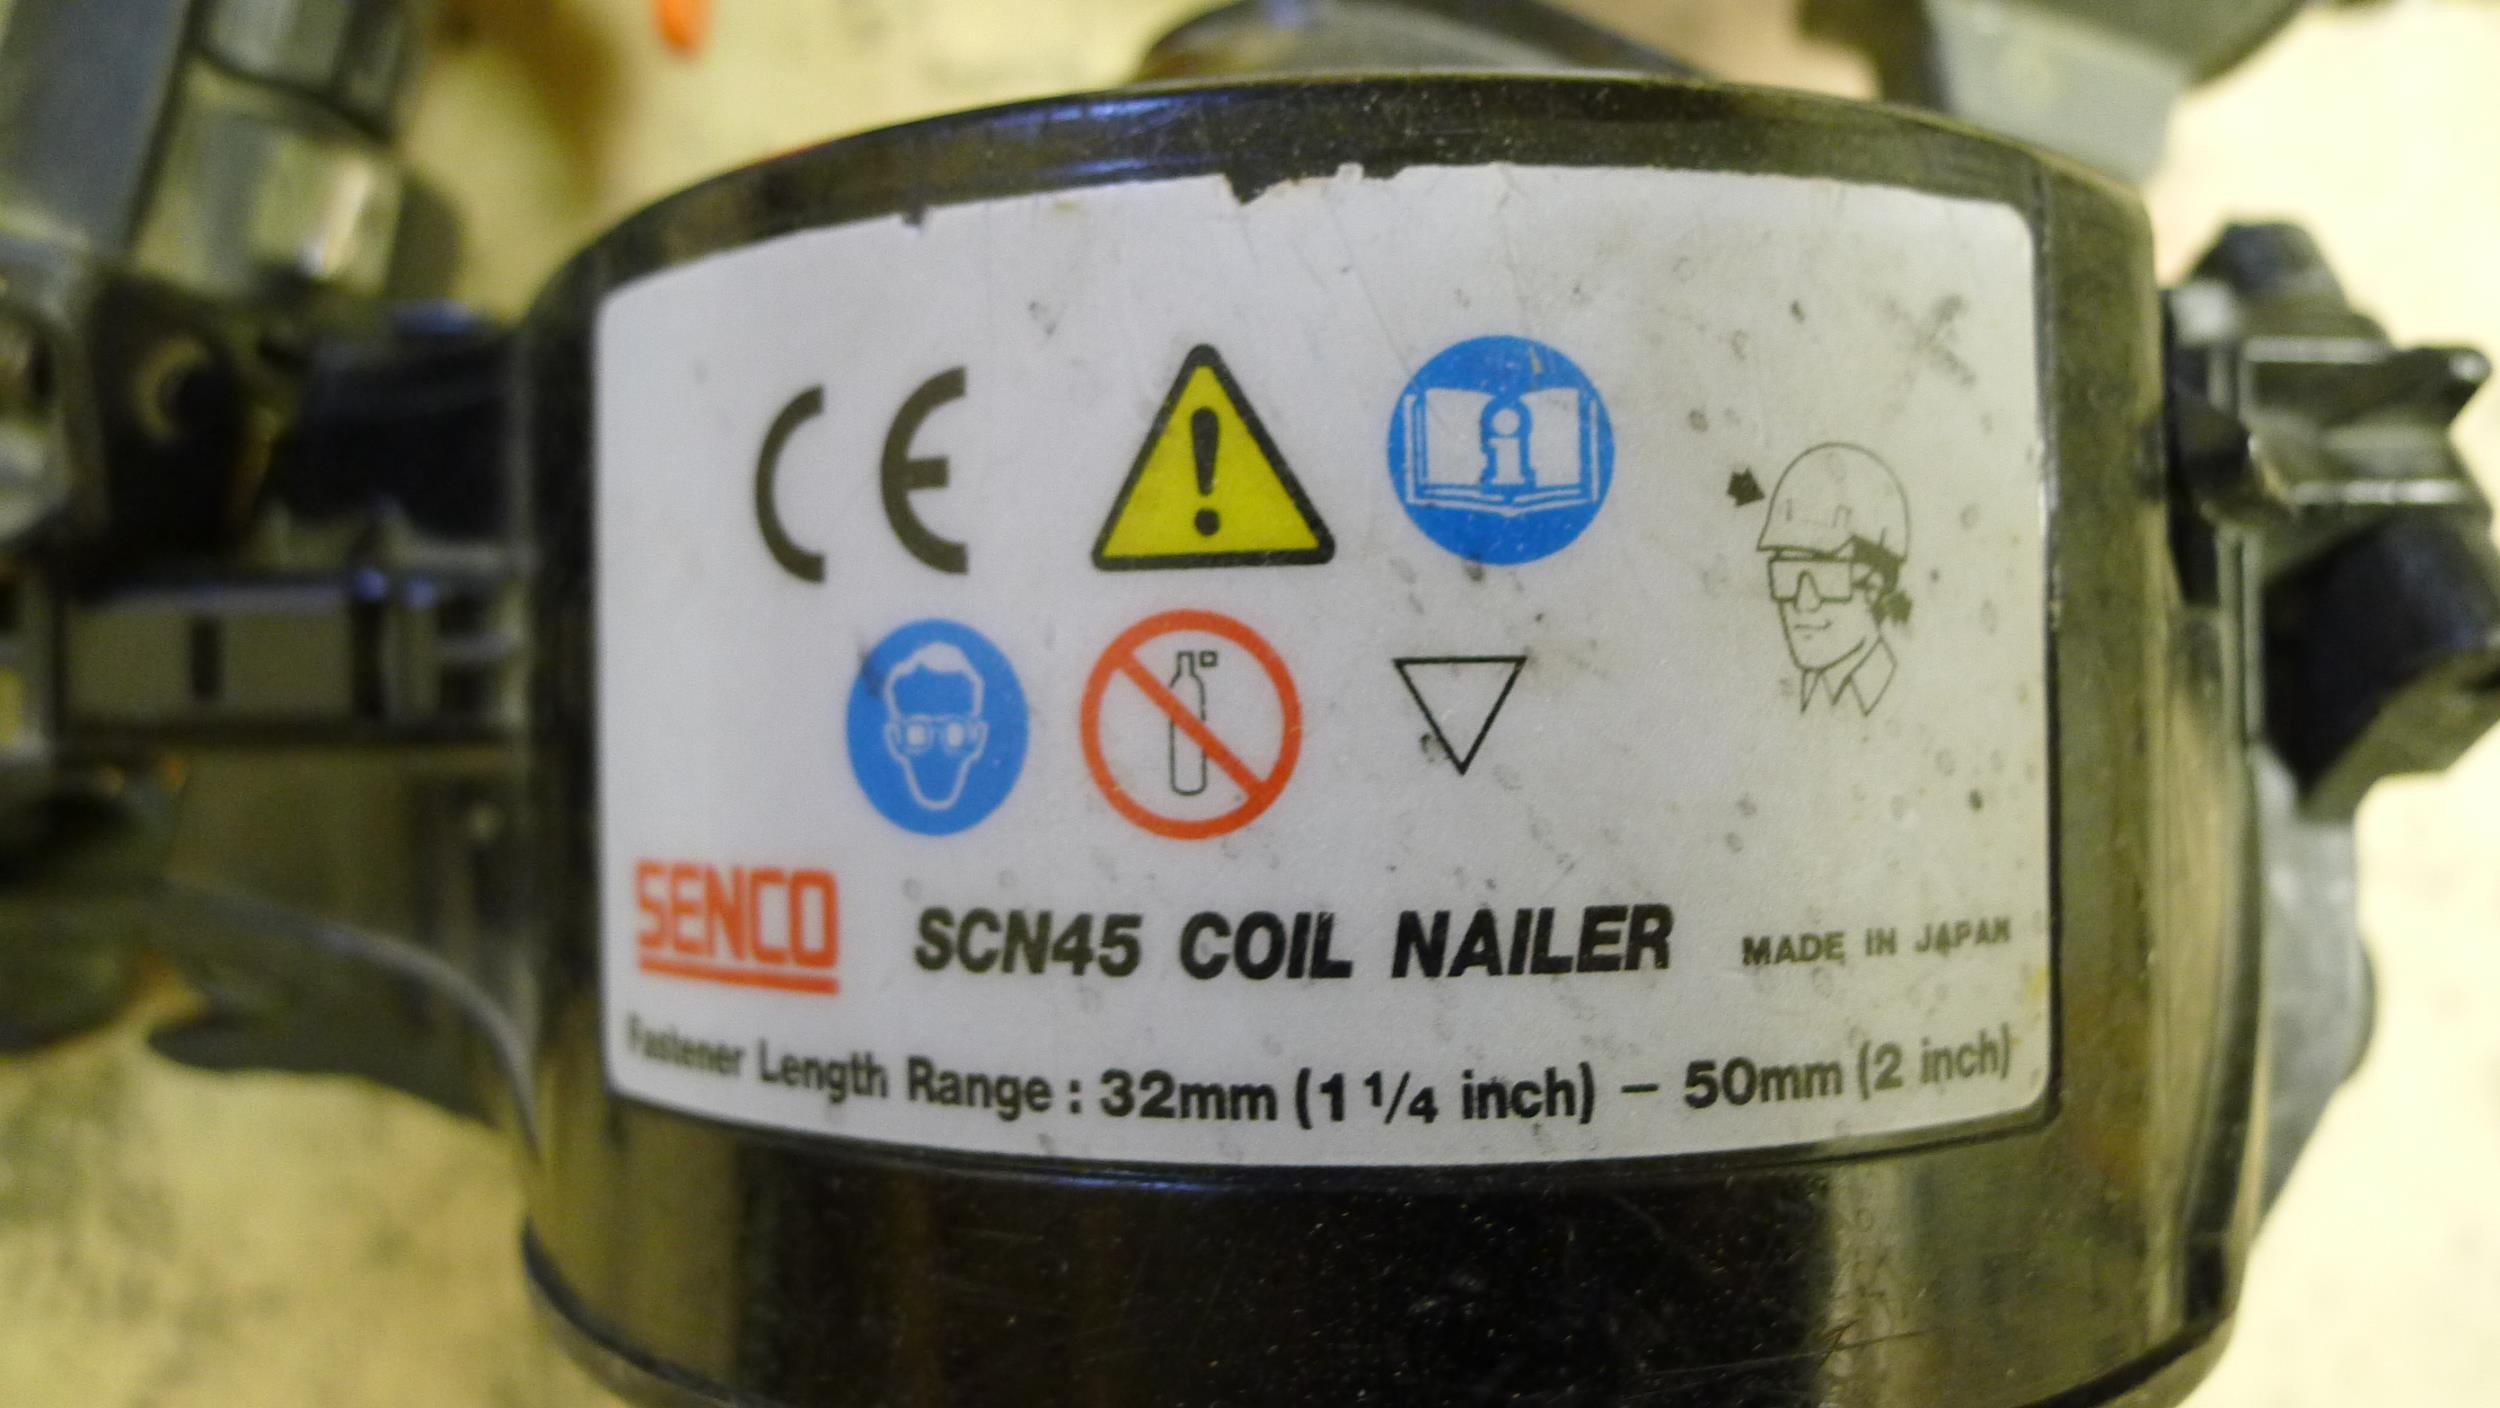 CE
SENCO SCN45 COIL NAILER MADE IN JAPAN
Fastener Length Range : 32mm (1 1/4 inch) – 50mm (2 inch)